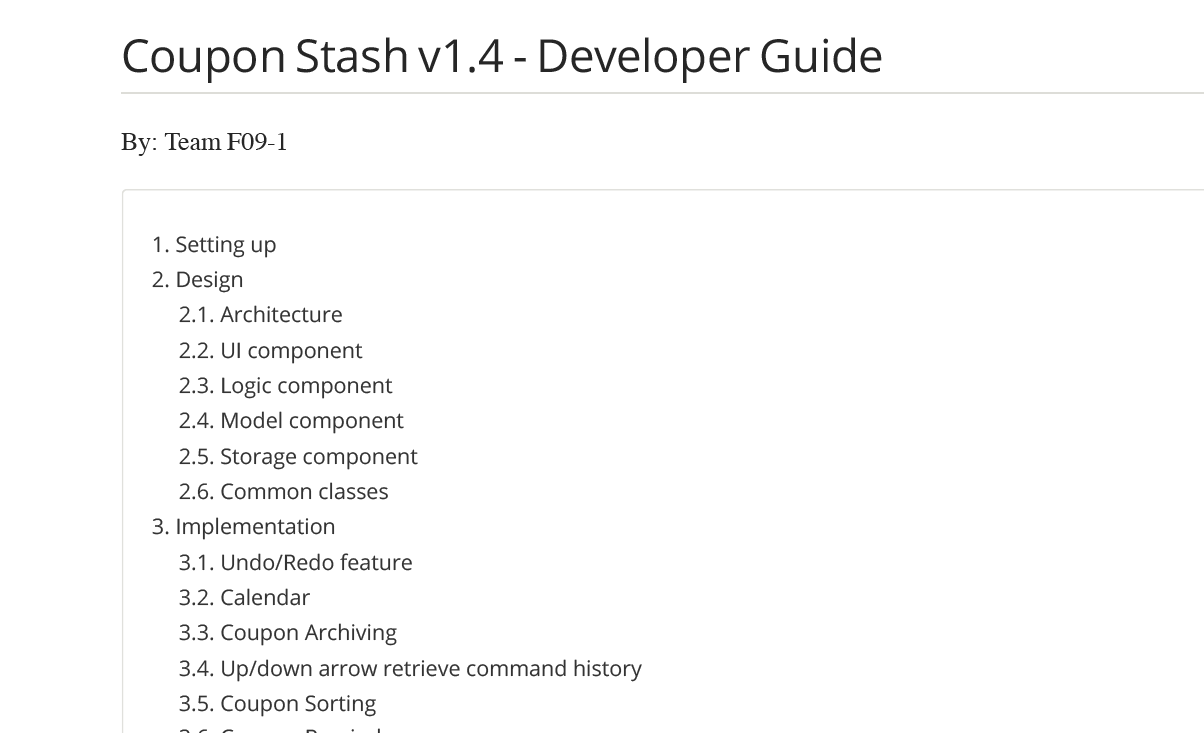 Coupon Stash v1.4 - Developer Guide
By: Team F09-1
1. Setting up
2. Design
2.1. Architecture
2.2. UI component
2.3. Logic component
2.4. Model component
2.5. Storage component
2.6. Common classes
3. Implementation
3.1. Undo/Redo feature
3.2. Calendar
3.3. Coupon Archiving
3.4. Up/down arrow retrieve command history
3.5. Coupon Sorting